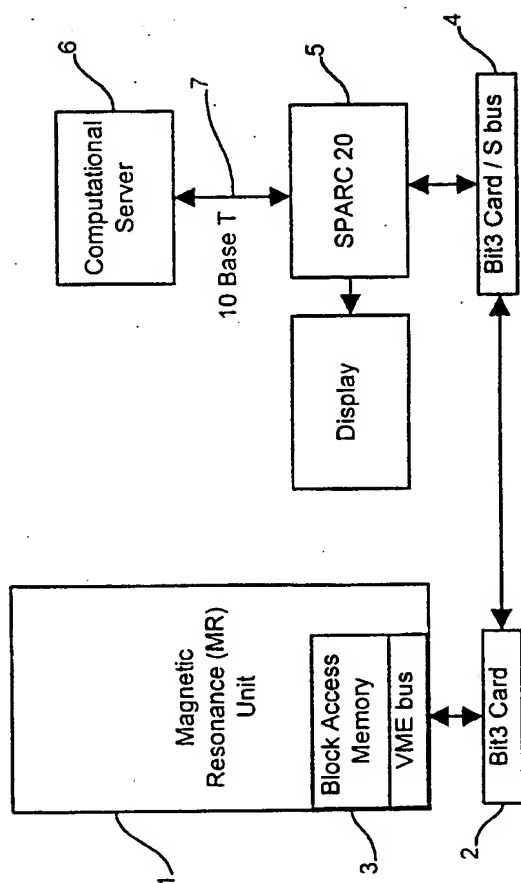 1
Magnetic
Resonance (MR)
Unit
3
Block Access
Memory
VME bus
2
Bit3 Card
6
Computational
Server
7
10 Base T
5
SPARC 20
Display
4
Bit3 Card / S bus